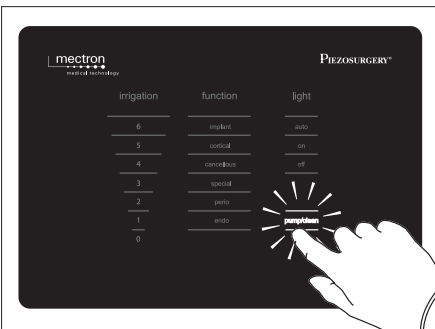 mectron
medical technology
PIEZOSURGERY®
irrigation function light
6 implant auto
5 cortical on
4 cancellous off
3 special
2 perio
1 endo pump/clean
0